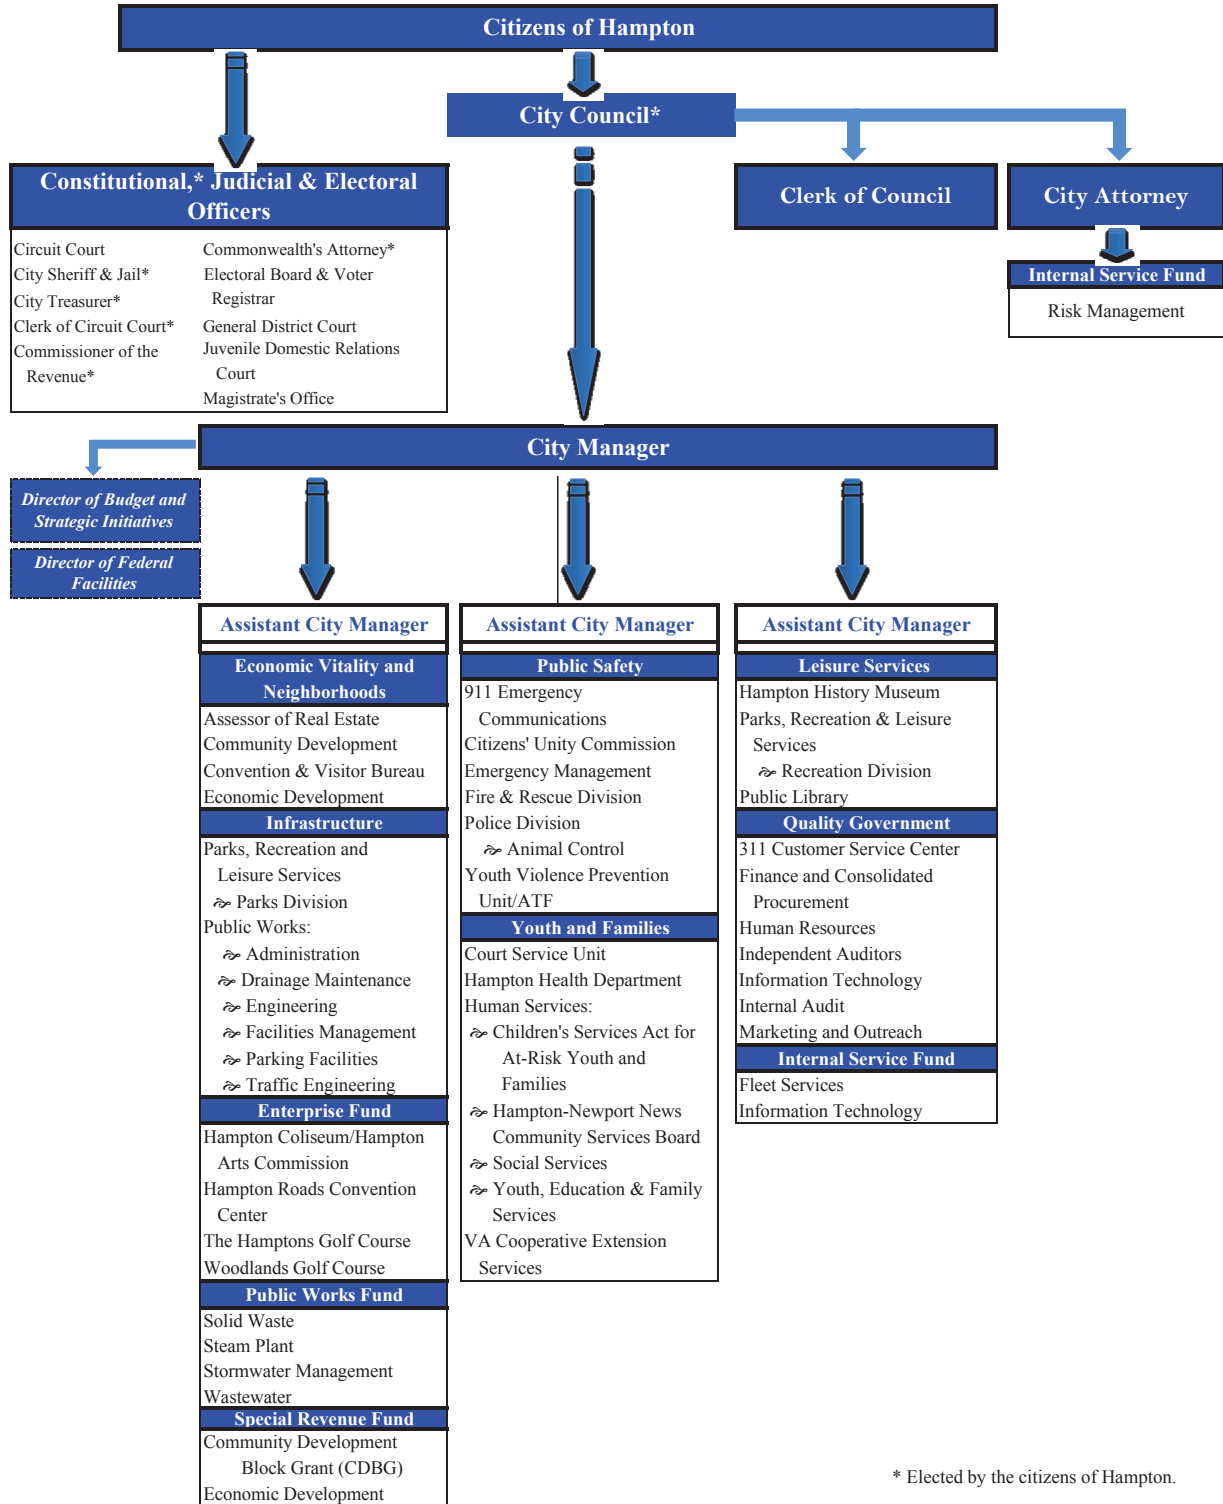 Citizens of Hampton
City Council*
Constitutional,* Judicial & Electoral
Officers
Circuit Court
City Sheriff & Jail*
City Treasurer*
Clerk of Circuit Court*
Commissioner of the
Revenue*
Commonwealth's Attorney*
Electoral Board & Voter
Registrar
General District Court
Juvenile Domestic Relations
Court
Magistrate's Office
Clerk of Council
City Attorney
Internal Service Fund
Risk Management
City Manager
Director of Budget and
Strategic Initiatives
Director of Federal
Facilities
Assistant City Manager
Economic Vitality and
Neighborhoods
Assessor of Real Estate
Community Development
Convention & Visitor Bureau
Economic Development
Infrastructure
Parks, Recreation and
Leisure Services
Parks Division
Public Works:
Administration
Drainage Maintenance
Engineering
Facilities Management
Parking Facilities
Traffic Engineering
Enterprise Fund
Hampton Coliseum/Hampton
Arts Commission
Hampton Roads Convention
Center
The Hamptons Golf Course
Woodlands Golf Course
Public Works Fund
Solid Waste
Steam Plant
Stormwater Management
Wastewater
Special Revenue Fund
Community Development
Block Grant (CDBG)
Economic Development
Assistant City Manager
Public Safety
911 Emergency
Communications
Citizens' Unity Commission
Emergency Management
Fire & Rescue Division
Police Division
Animal Control
Youth Violence Prevention
Unit/ATF
Youth and Families
Court Service Unit
Hampton Health Department
Human Services:
Children's Services Act for
At-Risk Youth and
Families
Hampton-Newport News
Community Services Board
Social Services
Youth, Education & Family
Services
VA Cooperative Extension
Services
Assistant City Manager
Leisure Services
Hampton History Museum
Parks, Recreation & Leisure
Services
Recreation Division
Public Library
Quality Government
311 Customer Service Center
Finance and Consolidated
Procurement
Human Resources
Independent Auditors
Information Technology
Internal Audit
Marketing and Outreach
Internal Service Fund
Fleet Services
Information Technology
* Elected by the citizens of Hampton.